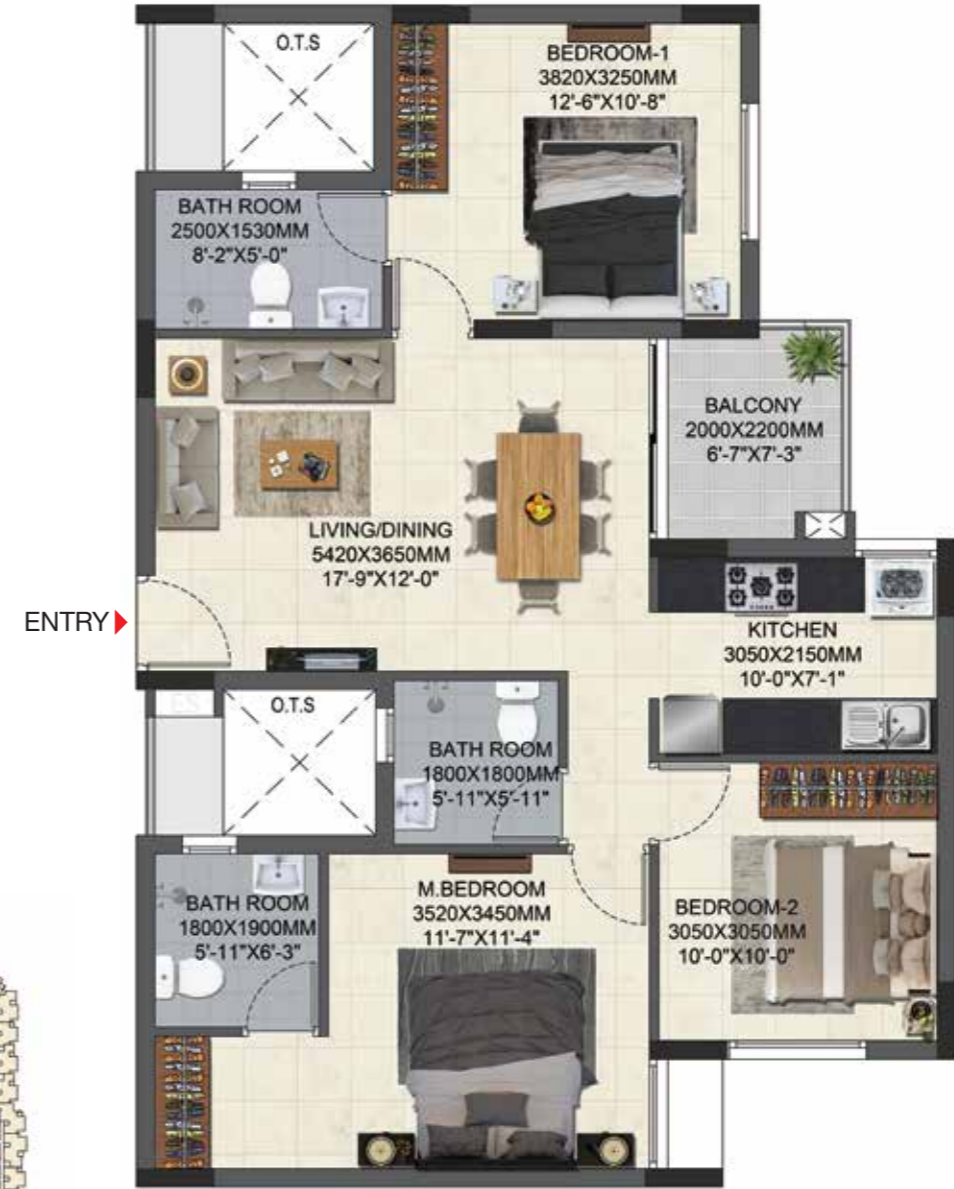 O.T.S
BEDROOM-1
3820X3250MM
12'-6"X10'-8"
BATH ROOM
2500X1530MM
8'-2"X5'-0"
BALCONY
2000X2200MM
6'-7"X7'-3"
LIVING/DINING
5420X3650MM
17'-9"X12'-0"
ENTRY
KITCHEN
3050X2150MM
10'-0"X7'-1"
O.T.S
BATH ROOM
1800X1800MM
5'-11"X5'-11"
BATH ROOM
1800X1900MM
5'-11"X6'-3"
M.BEDROOM
3520X3450MM
11'-7"X11'-4"
BEDROOM-2
3050X3050MM
10'-0"X10'-0"